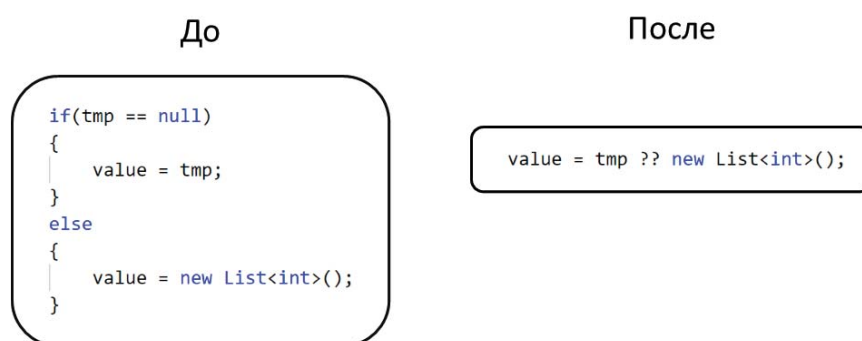 До
if(tmp == null)
{
    value = tmp;
}
else
{
    value = new List<int>();
}
После
value = tmp ?? new List<int>();